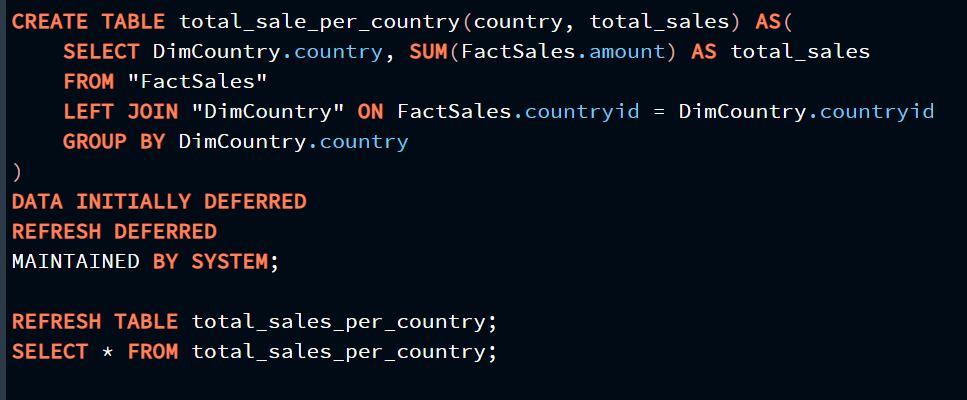 CREATE TABLE total_sale_per_country(country, total_sales) AS(
    SELECT DimCountry.country, SUM(FactSales.amount) AS total_sales
    FROM "FactSales"
    LEFT JOIN "DimCountry" ON FactSales.countryid = DimCountry.countryid
    GROUP BY DimCountry.country
)
DATA INITIALLY DEFERRED
REFRESH DEFERRED
MAINTAINED BY SYSTEM;

REFRESH TABLE total_sales_per_country;
SELECT * FROM total_sales_per_country;